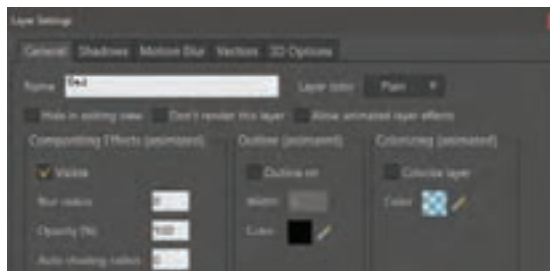 Layer Settings
General Shadows Motion Blur Vectors 3D Options
Name Layer color: Plain
Hide in editing view Don't render this layer Allow animated layer effects
Compositing Effects (animated) Outline (animated) Colorizing (animated)
Visible Outline on Colorize layer
Blur radius 0 Width
Opacity (%) 100 Color Color
Auto shading radius 0